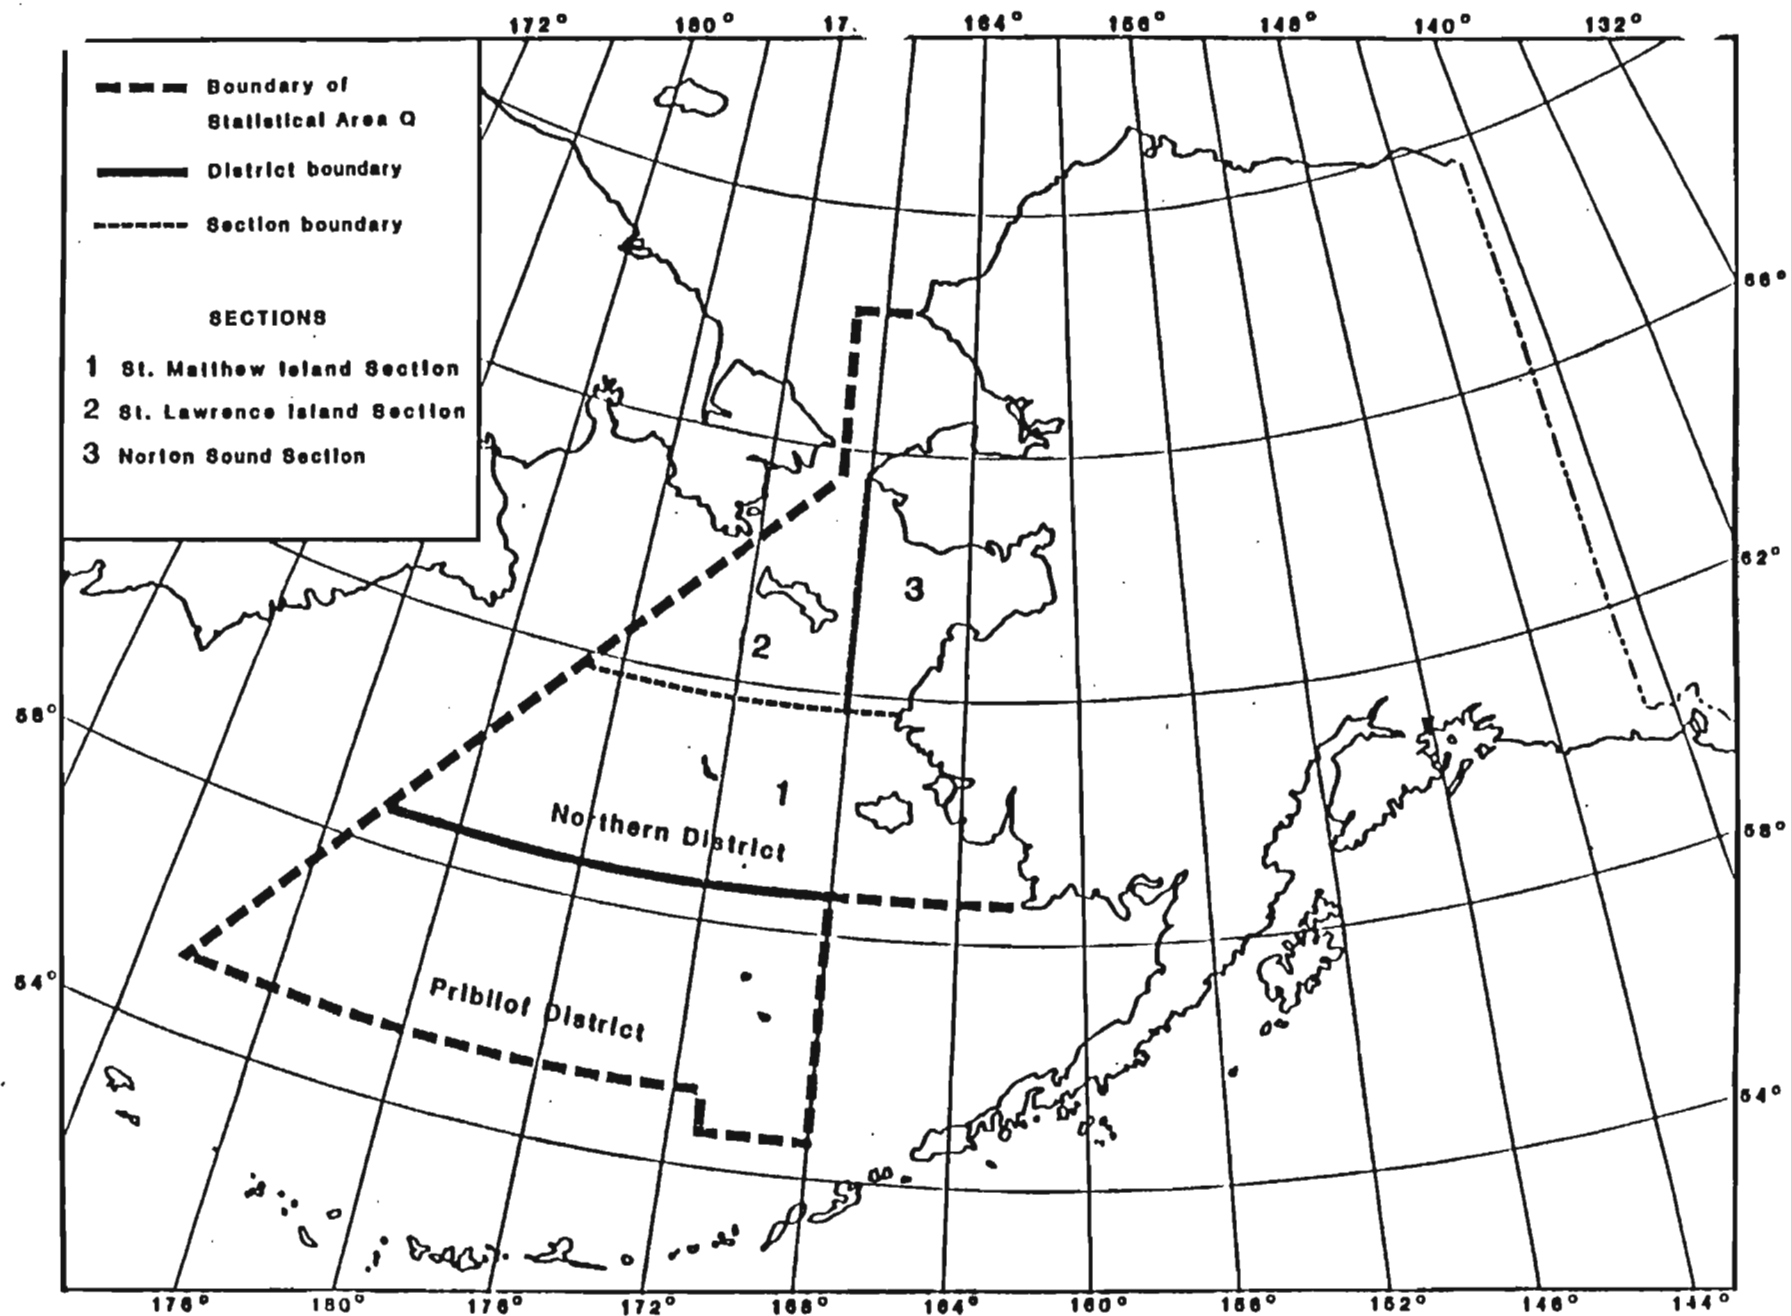 172° 180° 17. 164° 156° 148° 140° 132°
Boundary of
Statistical Area Q
District boundary
Section boundary
SECTIONS
1 St. Matthew Island Section
2 St. Lawrence Island Section
3 Norton Sound Section
66°
62°
3
2
58°
1
Northern District
58°
54°
Pribilof District
54°
176° 180° 176° 172° 168° 164° 160° 156° 152° 148° 144°